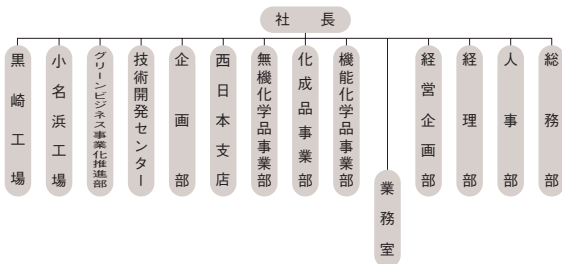 社長
総務部
人事部
経理部
経営企画部
業務室
機能化学品事業部
化成品事業部
無機化学品事業部
西日本支店
企画部
技術開発センター
グリーンビジネス事業化推進部
小名浜工場
黒崎工場